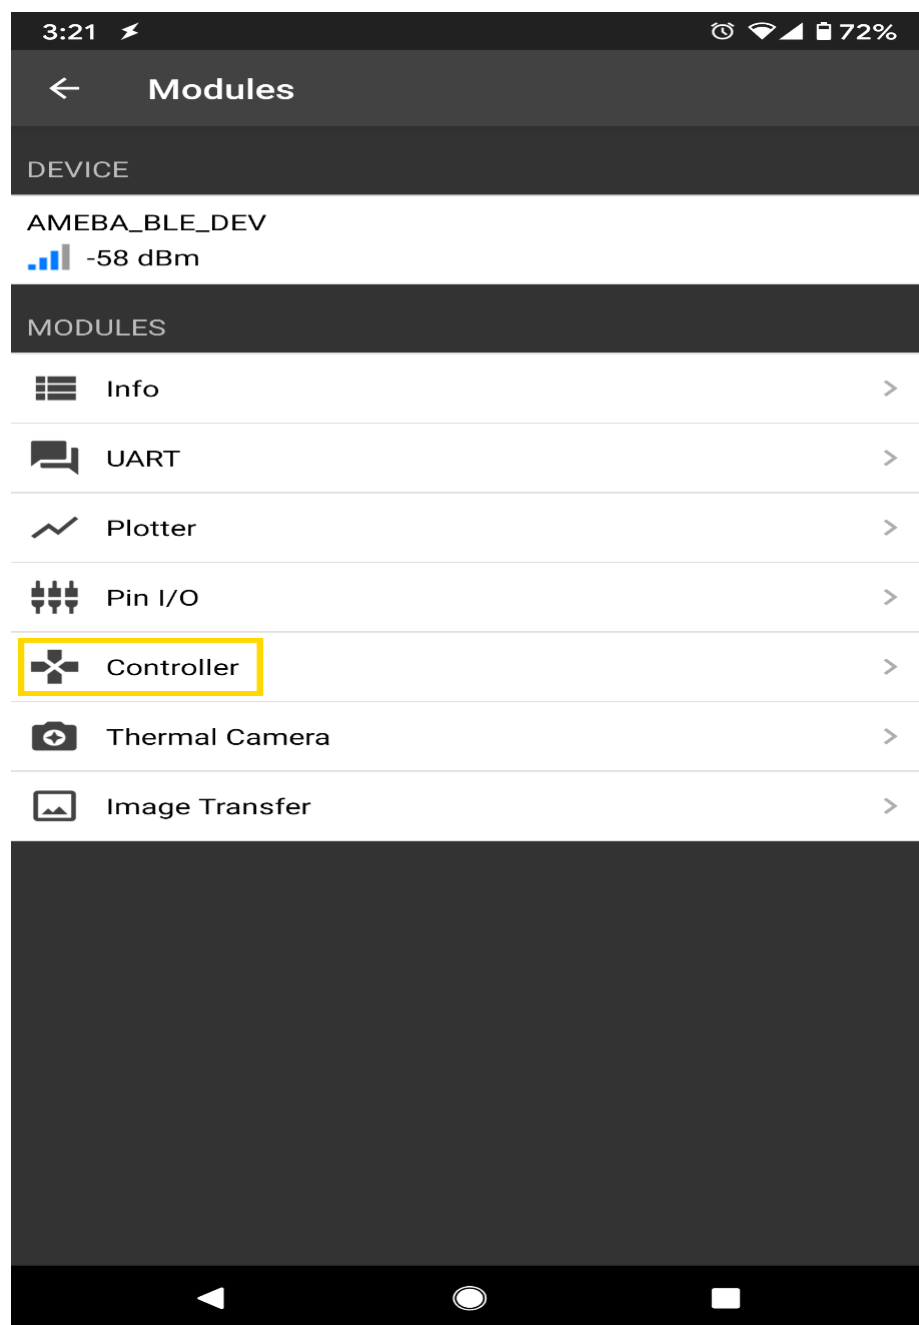 3:21 72%
Modules
DEVICE
AMEBA_BLE_DEV
-58 dBm
MODULES
Info
UART
Plotter
Pin I/O
Controller
Thermal Camera
Image Transfer